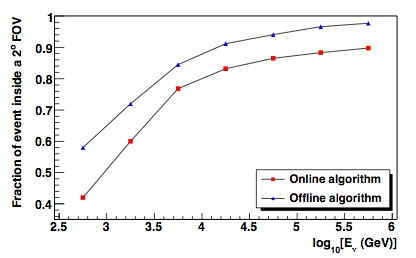 Fraction of event inside a 2° FOV
1
0.9
0.8
0.7
0.6
0.5
0.4
2.5 3 3.5 4 4.5 5 5.5 6
log10[Eν (GeV)]
Online algorithm
Offline algorithm